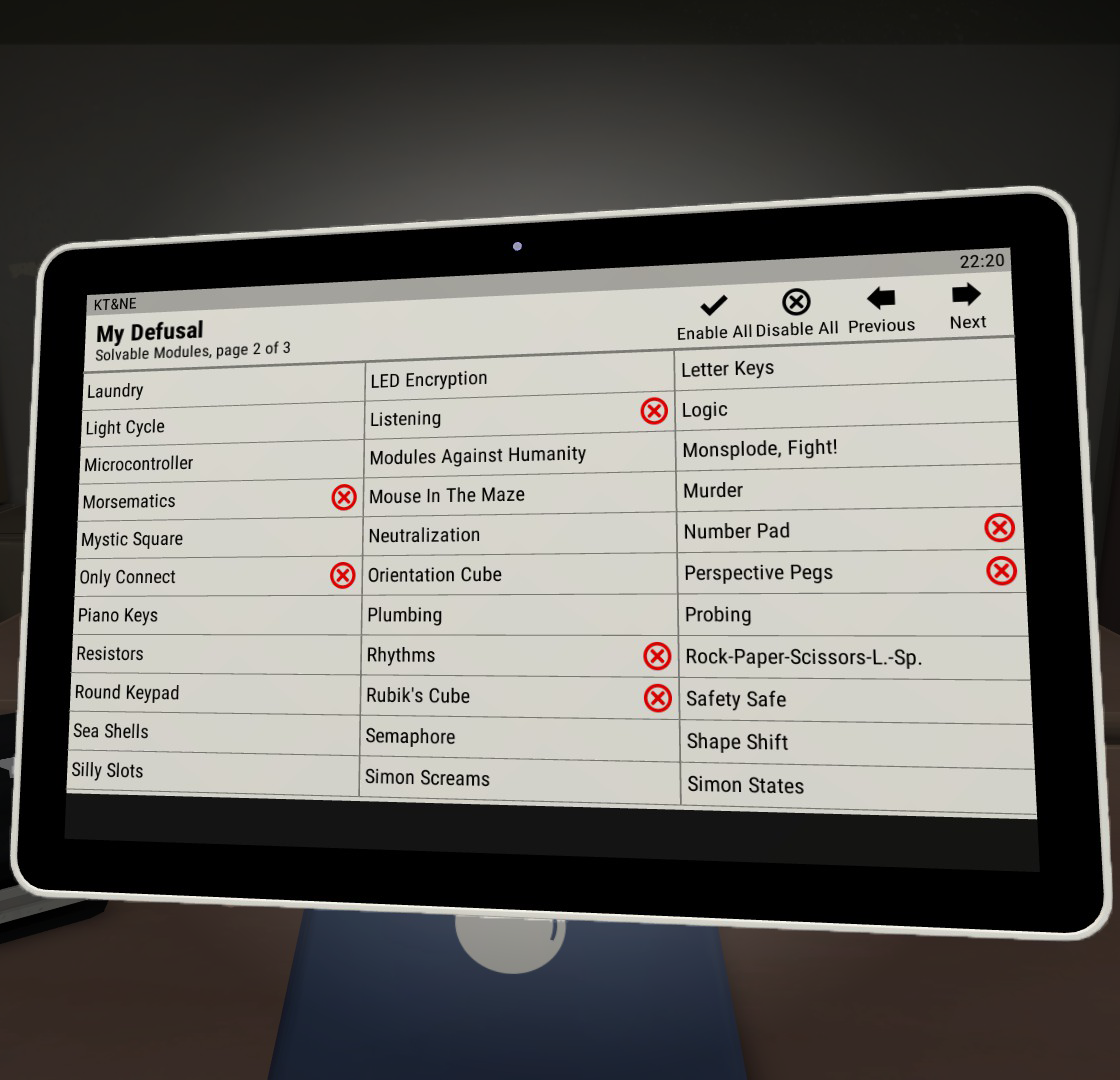 KT&NE
22:20
My Defusal
Solvable Modules, page 2 of 3
Enable All
Disable All
Previous
Next
Laundry
LED Encryption
Letter Keys
Light Cycle
Listening
Logic
Microcontroller
Modules Against Humanity
Monsplode, Fight!
Morsematics
Mouse In The Maze
Murder
Mystic Square
Neutralization
Number Pad
Only Connect
Orientation Cube
Perspective Pegs
Piano Keys
Plumbing
Probing
Resistors
Rhythms
Rock-Paper-Scissors-L.-Sp.
Round Keypad
Rubik's Cube
Safety Safe
Sea Shells
Semaphore
Shape Shift
Silly Slots
Simon Screams
Simon States